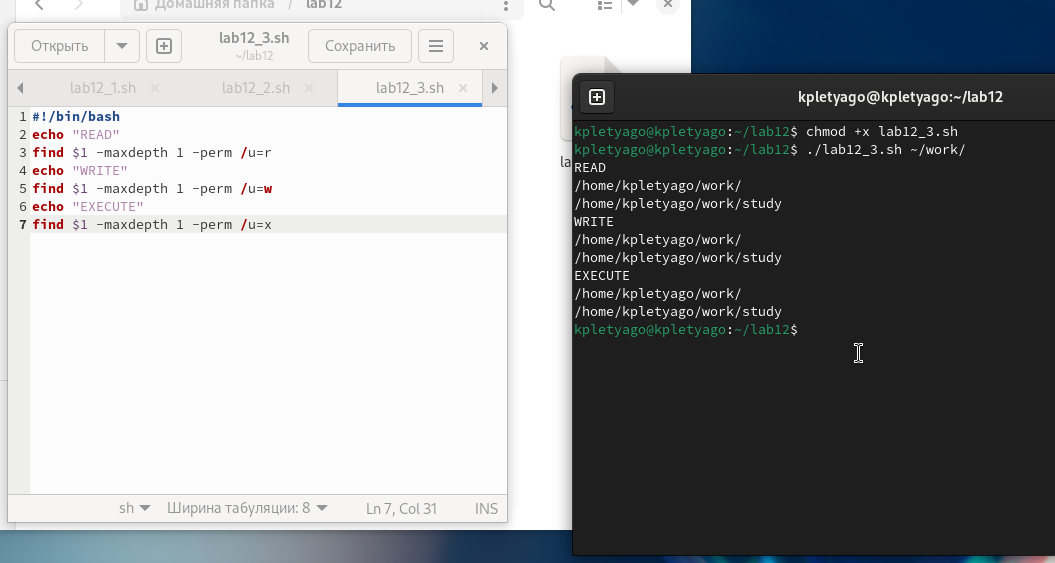 Домашняя папка / lab12
Открыть
lab12_3.sh
~/lab12
Сохранить
lab12_1.sh
lab12_2.sh
lab12_3.sh
1 #!/bin/bash
2 echo "READ"
3 find $1 -maxdepth 1 -perm /u=r
4 echo "WRITE"
5 find $1 -maxdepth 1 -perm /u=w
6 echo "EXECUTE"
7 find $1 -maxdepth 1 -perm /u=x
sh
Ширина табуляции: 8
Ln 7, Col 31
INS
kpletyago@kpletyago:~/lab12
kpletyago@kpletyago:~/lab12$ chmod +x lab12_3.sh
kpletyago@kpletyago:~/lab12$ ./lab12_3.sh ~/work/
READ
/home/kpletyago/work/
/home/kpletyago/work/study
WRITE
/home/kpletyago/work/
/home/kpletyago/work/study
EXECUTE
/home/kpletyago/work/
/home/kpletyago/work/study
kpletyago@kpletyago:~/lab12$